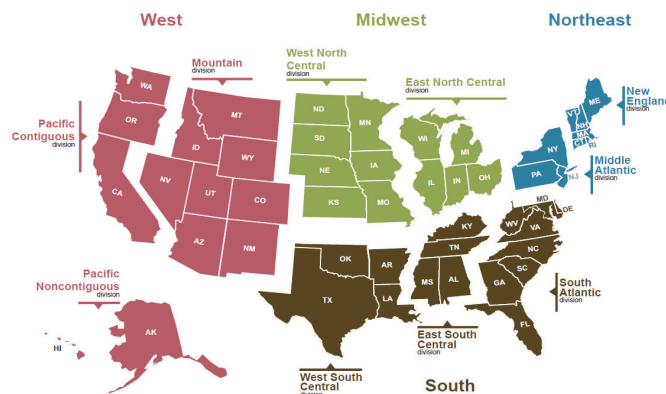 West
Midwest
Northeast
Mountain
division
West North
Central
division
East North Central
division
New
England
division
Pacific
Contiguous
division
Middle
Atlantic
division
Pacific
Noncontiguous
division
South
Atlantic
division
East South
Central
division
West South
Central
division
South
WA
OR
CA
MT
ID
WY
NV
UT
CO
AZ
NM
AK
HI
ND
SD
NE
KS
MN
IA
MO
WI
MI
IL
IN
OH
ME
VT
NH
MA
CT
RI
NY
PA
NJ
MD
DE
WV
VA
KY
TN
NC
SC
GA
FL
MS
AL
OK
AR
TX
LA